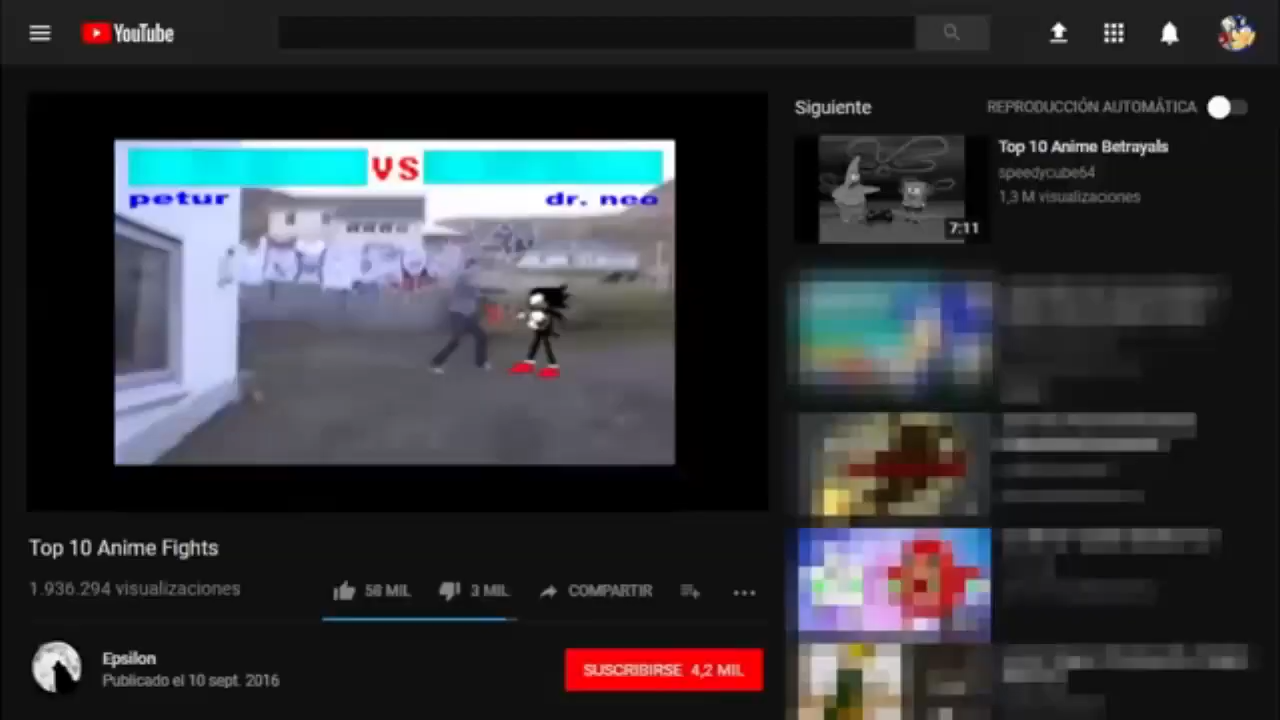 YouTube
VS
petur
dr. neo
Top 10 Anime Fights
1.936.294 visualizaciones
58 MIL
3 MIL
COMPARTIR
Epsilon
Publicado el 10 sept. 2016
SUSCRIBIRSE 4,2 MIL
Siguiente
REPRODUCCIÓN AUTOMÁTICA
7:11
Top 10 Anime Betrayals
speedycube64
1,3 M visualizaciones